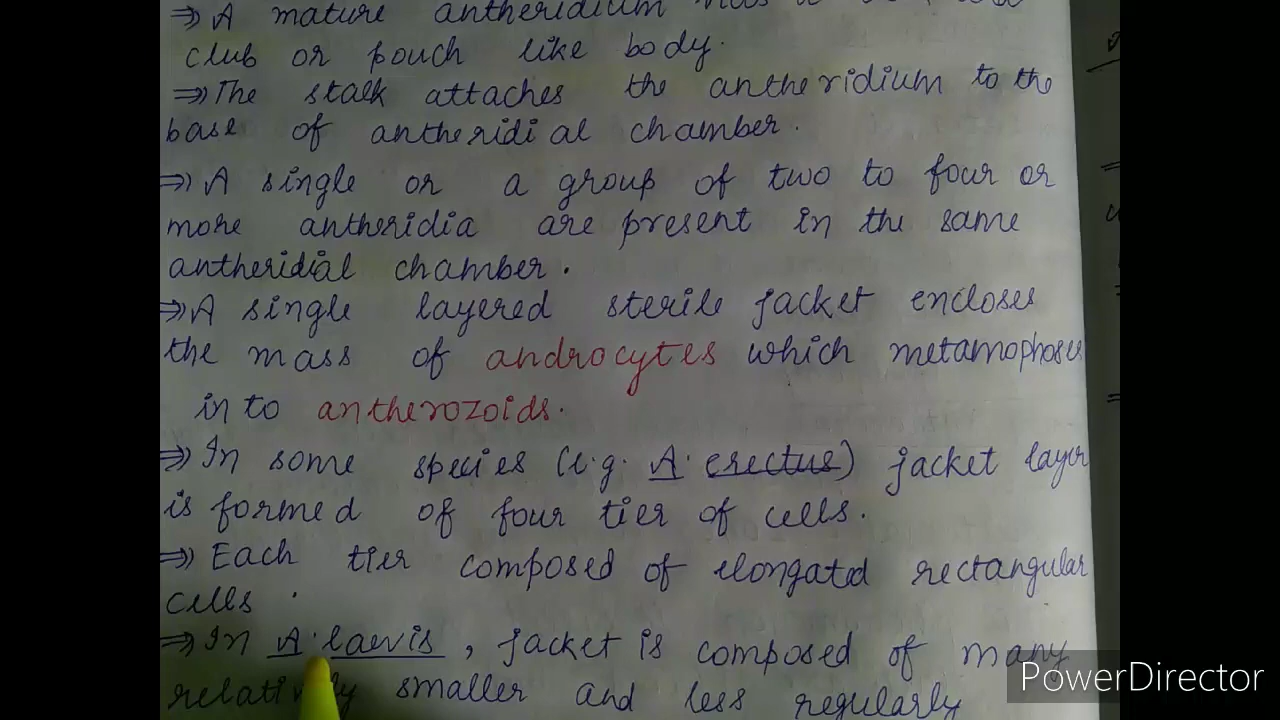 ⇒ A mature antheridium has a
club or pouch like body.
⇒ The stalk attaches the antheridium to the
base of antheridial chamber.
⇒ A single or a group of two to four or
more antheridia are present in the same
antheridial chamber.
⇒ A single layered sterile jacket encloses
the mass of androcytes which metamophoses
in to antherozoids.
⇒ In some species (e.g. A. erectus) jacket layer
is formed of four tier of cells.
⇒ Each tier composed of elongated rectangular
cells.
⇒ In A. laevis, jacket is composed of many
relatively smaller and less regularly
PowerDirector